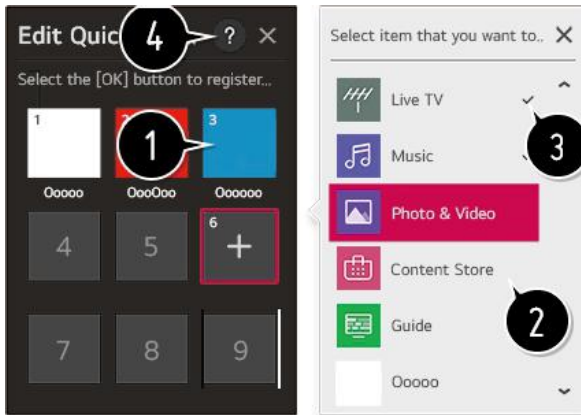 Edit Quic
4
?
Select the [OK] button to register...
1
2
3
1
Ooooo
OooOoo
Oooooo
4
5
6
+
7
8
9
Select item that you want to..
Live TV
3
Music
Photo & Video
Content Store
2
Guide
Ooooo